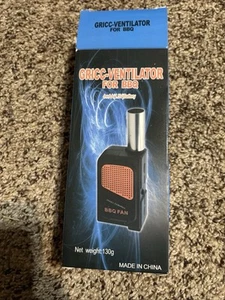 GRICC-VENTILATOR
FOR BBQ
GRICC-VENTILATOR
FOR BBQ
BBQ FAN
Net weight:130g
MADE IN CHINA